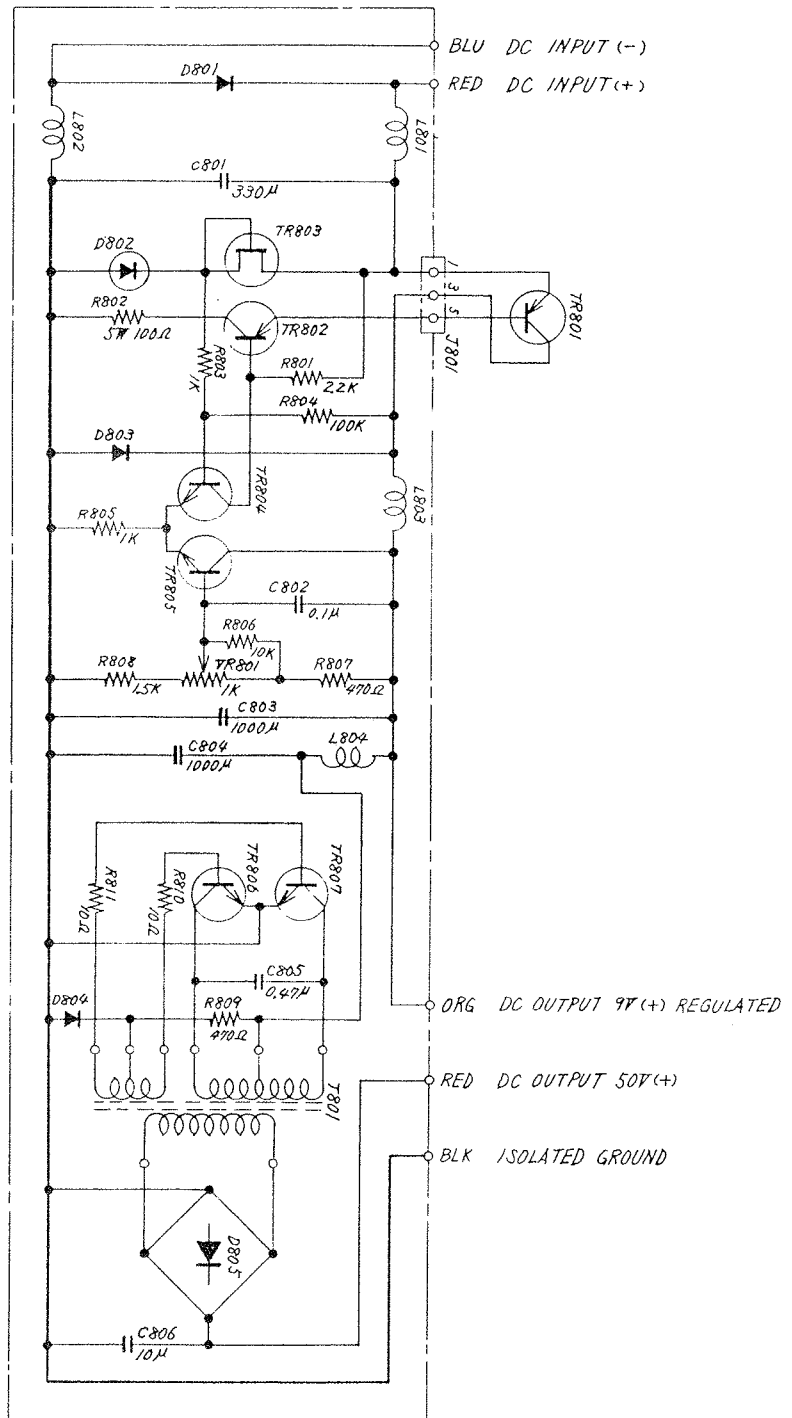 BLU DC INPUT (-)
D801
RED DC INPUT (+)
L802
L801
C801
330μ
TR803
D802
1
3
5
R802
5W 100Ω
TR802
TR801
J801
R803
1K
R801
2.2K
R804
100K
D803
TR804
L803
R805
1K
TR805
C802
0.1μ
R806
10K
R808
1.5K
VR801
1K
R807
470Ω
C803
1000μ
C804
1000μ
L804
R811
10Ω
R810
10Ω
TR806
TR807
C805
0.47μ
D804
R809
470Ω
ORG DC OUTPUT 9V(+) REGULATED
T801
RED DC OUTPUT 50V(+)
BLK ISOLATED GROUND
D805
C806
10μ